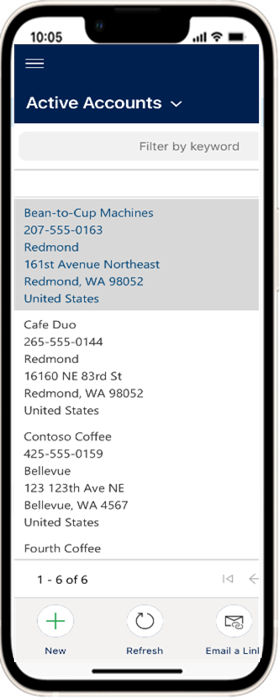 10:05
Active Accounts
Filter by keyword
Bean-to-Cup Machines
207-555-0163
Redmond
161st Avenue Northeast
Redmond, WA 98052
United States
Cafe Duo
265-555-0144
Redmond
16160 NE 83rd St
Redmond, WA 98052
United States
Contoso Coffee
425-555-0159
Bellevue
123 123th Ave NE
Bellevue, WA 4567
United States
Fourth Coffee
1 - 6 of 6
New Refresh Email a Linl